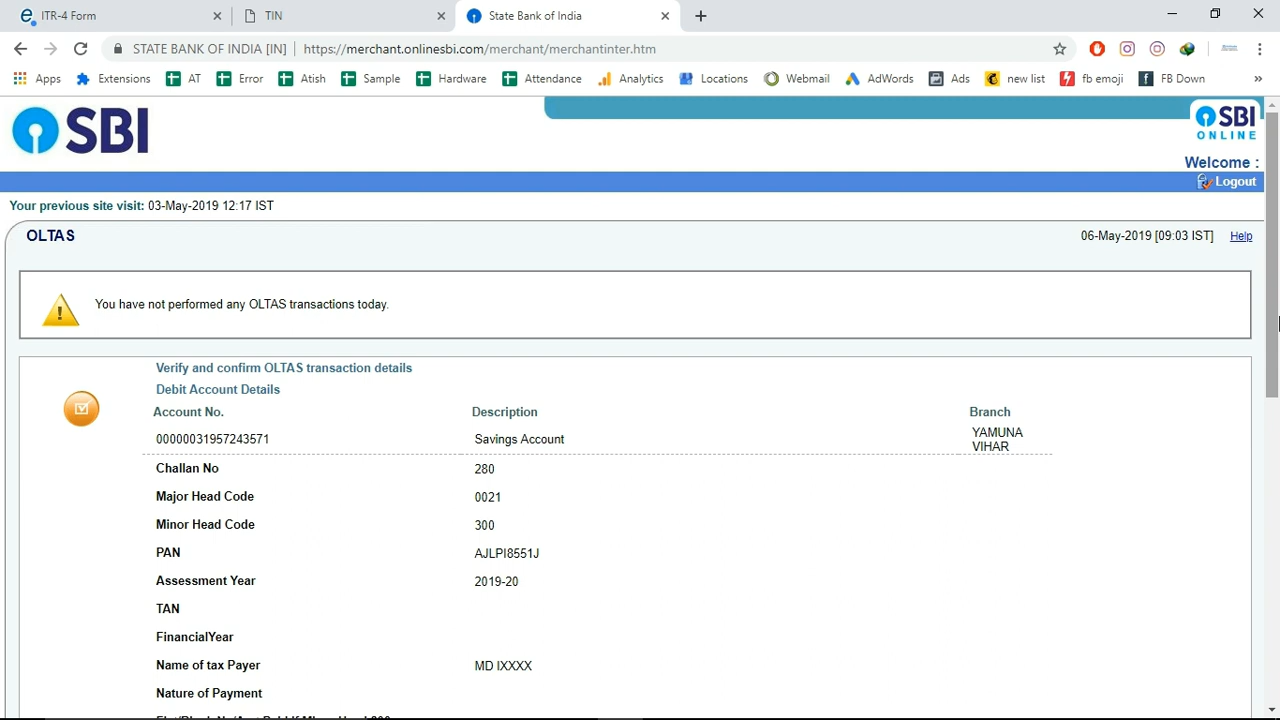 ITR-4 Form
TIN
State Bank of India
STATE BANK OF INDIA [IN] https://merchant.onlinesbi.com/merchant/merchantinter.htm
Apps Extensions AT Error Atish Sample Hardware Attendance Analytics Locations Webmail AdWords Ads new list fb emoji FB Down »
SBI
SBI
ONLINE
Welcome :
Logout
Your previous site visit: 03-May-2019 12:17 IST
OLTAS 06-May-2019 [09:03 IST] Help
You have not performed any OLTAS transactions today.
Verify and confirm OLTAS transaction details
Debit Account Details
Account No. Description Branch
00000031957243571 Savings Account YAMUNA
VIHAR
Challan No 280
Major Head Code 0021
Minor Head Code 300
PAN AJLPI8551J
Assessment Year 2019-20
TAN
FinancialYear
Name of tax Payer MD IXXXX
Nature of Payment